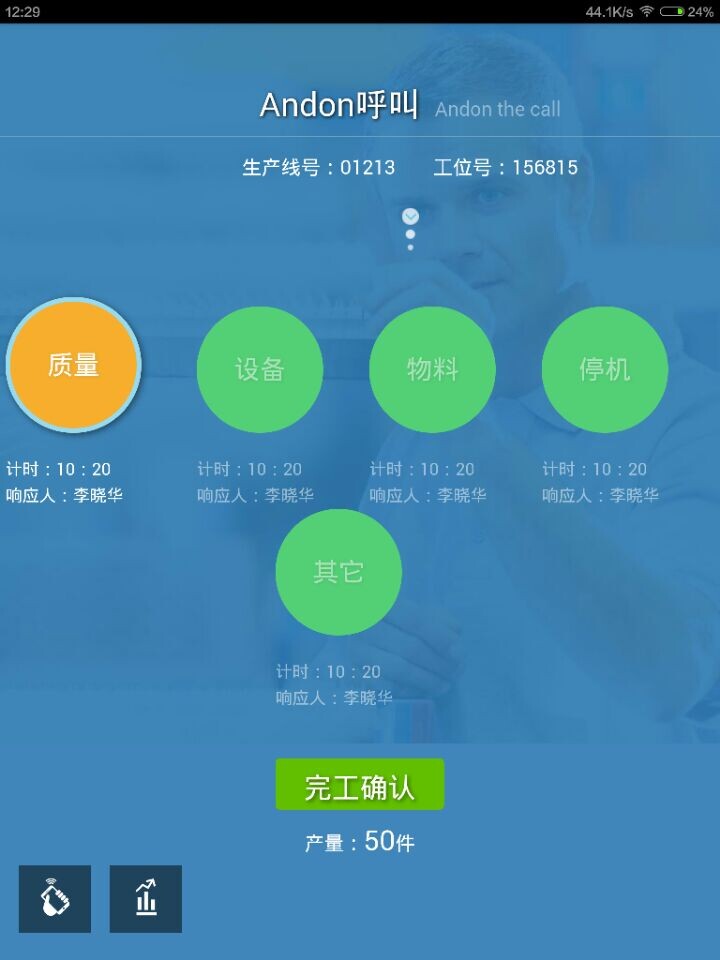 12:29 44.1K/s 24%
Andon呼叫 Andon the call
生产线号：01213 工位号：156815
质量 设备 物料 停机
计时：10：20 计时：10：20 计时：10：20 计时：10：20
响应人：李晓华 响应人：李晓华 响应人：李晓华 响应人：李晓华
其它
计时：10：20
响应人：李晓华
完工确认
产量：50件